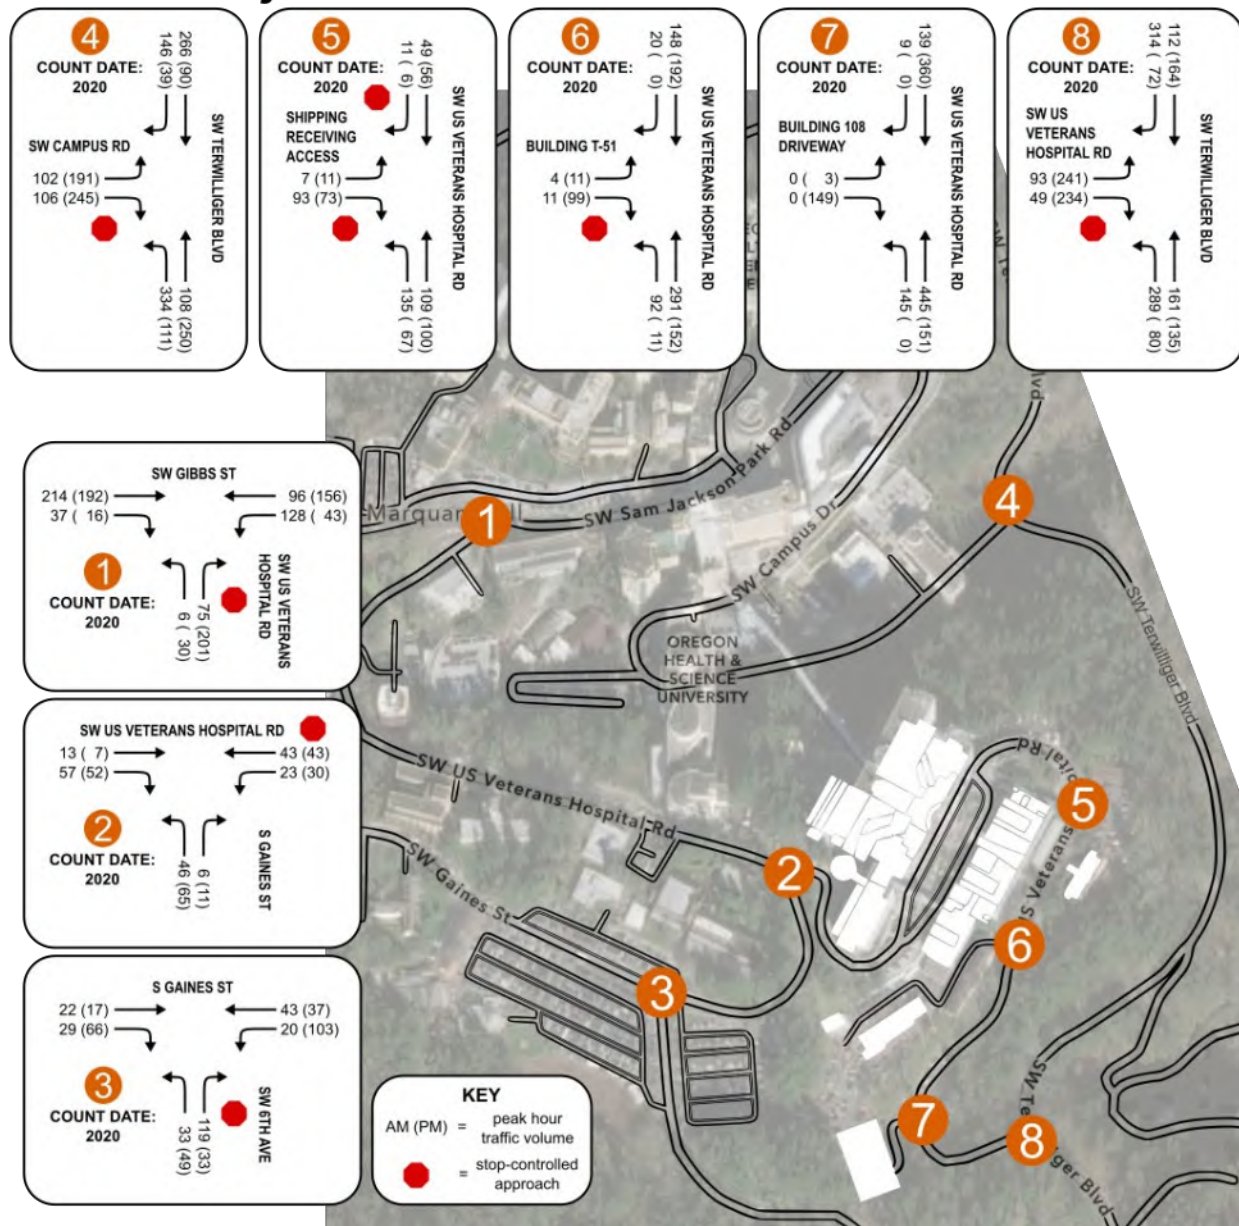 4
COUNT DATE:
2020
146 (39)
266 (90)
SW CAMPUS RD
102 (191)
106 (245)
SW TERWILLIGER BLVD
334 (111)
108 (250)
5
COUNT DATE:
2020
11 ( 6)
49 (56)
SHIPPING
RECEIVING
ACCESS
7 (11)
93 (73)
SW US VETERANS HOSPITAL RD
135 ( 67)
109 (100)
6
COUNT DATE:
2020
20 ( 0)
148 (192)
BUILDING T-51
4 (11)
11 (99)
SW US VETERANS HOSPITAL RD
92 ( 11)
291 (152)
7
COUNT DATE:
2020
9 ( 0)
139 (360)
BUILDING 108
DRIVEWAY
0 ( 3)
0 (149)
SW US VETERANS HOSPITAL RD
145 ( 0)
445 (151)
8
COUNT DATE:
2020
314 ( 72)
112 (164)
SW US
VETERANS
HOSPITAL RD
93 (241)
49 (234)
SW TERWILLIGER BLVD
289 ( 80)
161 (135)
SW GIBBS ST
214 (192)
96 (156)
37 ( 16)
128 ( 43)
1
COUNT DATE:
2020
6 ( 30)
75 (201)
SW US VETERANS
HOSPITAL RD
SW US VETERANS HOSPITAL RD
13 ( 7)
43 (43)
57 (52)
23 (30)
2
COUNT DATE:
2020
46 (65)
6 (11)
S GAINES ST
S GAINES ST
22 (17)
43 (37)
29 (66)
20 (103)
3
COUNT DATE:
2020
33 (49)
119 (33)
SW 6TH AVE
KEY
AM (PM) = peak hour
traffic volume
= stop-controlled
approach
1
SW Sam Jackson Park Rd
4
SW Campus Dr
SW Terwilliger Blvd
OREGON
HEALTH &
SCIENCE
UNIVERSITY
SW US Veterans Hospital Rd
5
US Veterans
2
SW Gaines St
6
3
7
8
Blvd